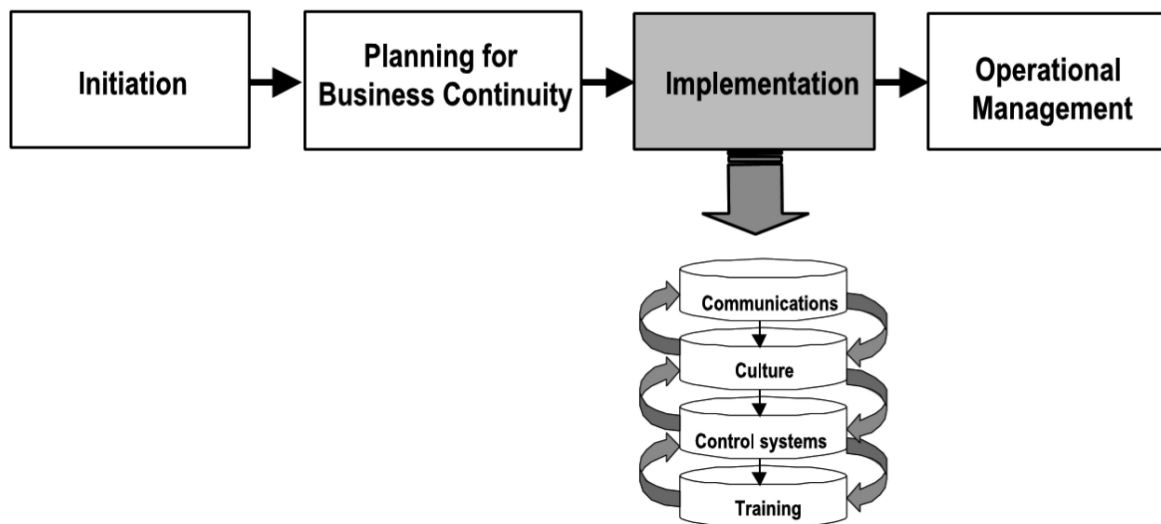 Initiation
Planning for
Business Continuity
Implementation
Operational
Management
Communications
Culture
Control systems
Training